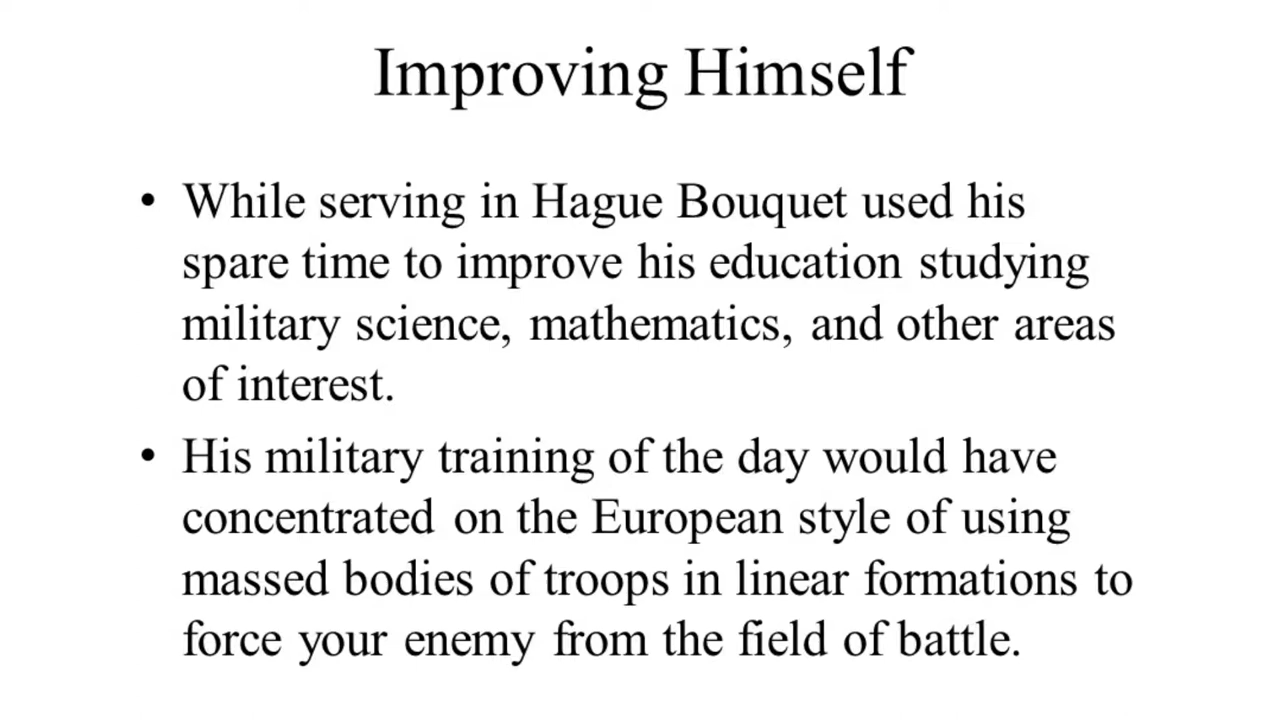 Improving Himself
• While serving in Hague Bouquet used his
spare time to improve his education studying
military science, mathematics, and other areas
of interest.
• His military training of the day would have
concentrated on the European style of using
massed bodies of troops in linear formations to
force your enemy from the field of battle.